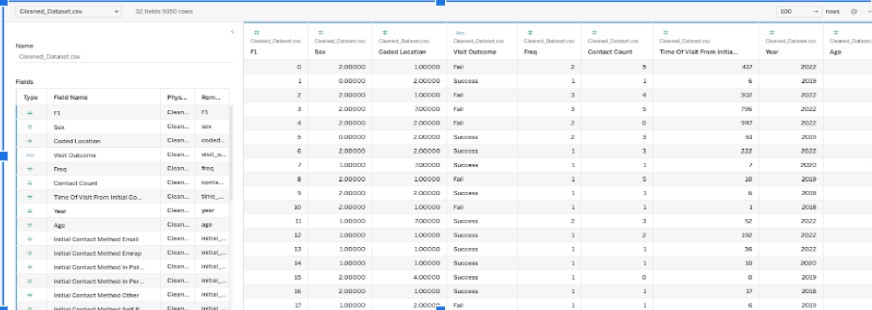 Cleaned_Dataset.csv 32 fields 9150 rows 100 rows
Name
Cleaned_Dataset.csv
Fields
Type Field Name Phys... Rem...
F1 Clean... F1
Sex Clean... sex
Coded Location Clean... coded...
Abc Visit Outcome Clean... visit_o...
Freq Clean... freq
Contact Count Clean... conta...
Time Of Visit From Initial Co... Clean... time_...
Year Clean... year
Age Clean... age
Initial Contact Method Email Clean... initial_...
Initial Contact Method Emrap Clean... initial_...
Initial Contact Method In Pat... Clean... initial_...
Initial Contact Method In Per... Clean... initial_...
Initial Contact Method Other Clean... initial_...
Initial Contact Method Self R... Clean... initial_...
Abc
Cleaned_Dataset.csv Cleaned_Dataset.csv Cleaned_Dataset.csv Cleaned_Dataset.csv Cleaned_Dataset.csv Cleaned_Dataset.csv Cleaned_Dataset.csv Cleaned_Dataset.csv Cleaned_Dataset.csv
F1 Sex Coded Location Visit Outcome Freq Contact Count Time Of Visit From Initia... Year Age
0 2.00000 1.00000 Fail 2 5 437 2022
1 0.00000 2.00000 Success 1 1 6 2019
2 2.00000 1.00000 Fail 3 4 302 2022
3 2.00000 7.00000 Fail 3 5 796 2022
4 2.00000 2.00000 Fail 2 0 997 2022
5 0.00000 2.00000 Success 2 3 61 2019
6 2.00000 2.00000 Success 1 3 222 2022
7 1.00000 7.00000 Success 1 1 7 2020
8 2.00000 1.00000 Fail 1 5 10 2019
9 2.00000 2.00000 Success 1 1 6 2018
10 2.00000 1.00000 Fail 1 1 1 2018
11 1.00000 7.00000 Success 2 3 52 2022
12 1.00000 1.00000 Fail 1 2 192 2022
13 1.00000 1.00000 Success 1 1 36 2022
14 1.00000 1.00000 Success 1 1 10 2020
15 2.00000 4.00000 Success 1 0 0 2019
16 2.00000 1.00000 Success 1 1 17 2018
17 1.00000 2.00000 Fail 1 1 6 2019